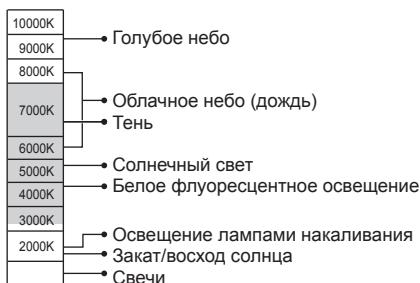 10000K
9000K
Голубое небо
8000K
Облачное небо (дождь)
7000K
Тень
6000K
5000K
Солнечный свет
4000K
Белое флуоресцентное освещение
3000K
2000K
Освещение лампами накаливания
Закат/восход солнца
Свечи